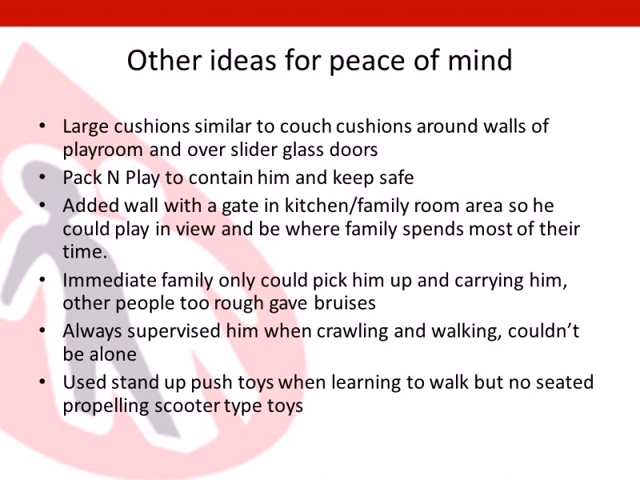 Other ideas for peace of mind
• Large cushions similar to couch cushions around walls of
playroom and over slider glass doors
• Pack N Play to contain him and keep safe
• Added wall with a gate in kitchen/family room area so he
could play in view and be where family spends most of their
time.
• Immediate family only could pick him up and carrying him,
other people too rough gave bruises
• Always supervised him when crawling and walking, couldn’t
be alone
• Used stand up push toys when learning to walk but no seated
propelling scooter type toys